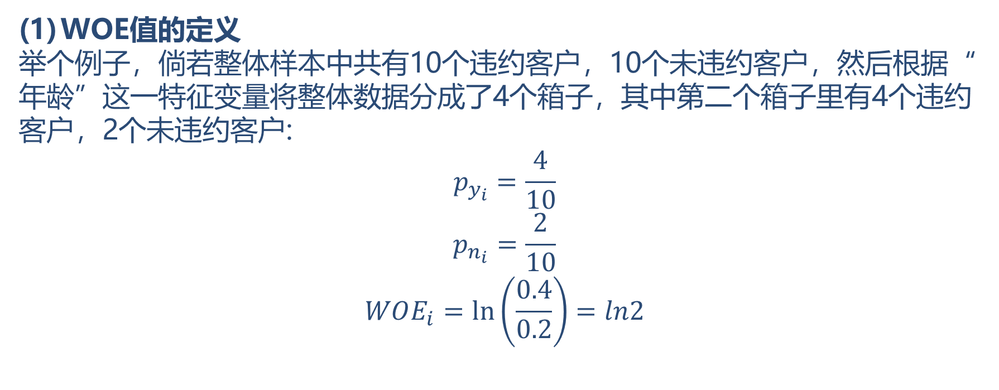 (1) WOE值的定义
举个例子，倘若整体样本中共有10个违约客户，10个未违约客户，然后根据“
年龄”这一特征变量将整体数据分成了4个箱子，其中第二个箱子里有4个违约
客户，2个未违约客户:
p_{y_i} = \frac{4}{10}
p_{n_i} = \frac{2}{10}
WOE_i = \ln\left(\frac{0.4}{0.2}\right) = ln2